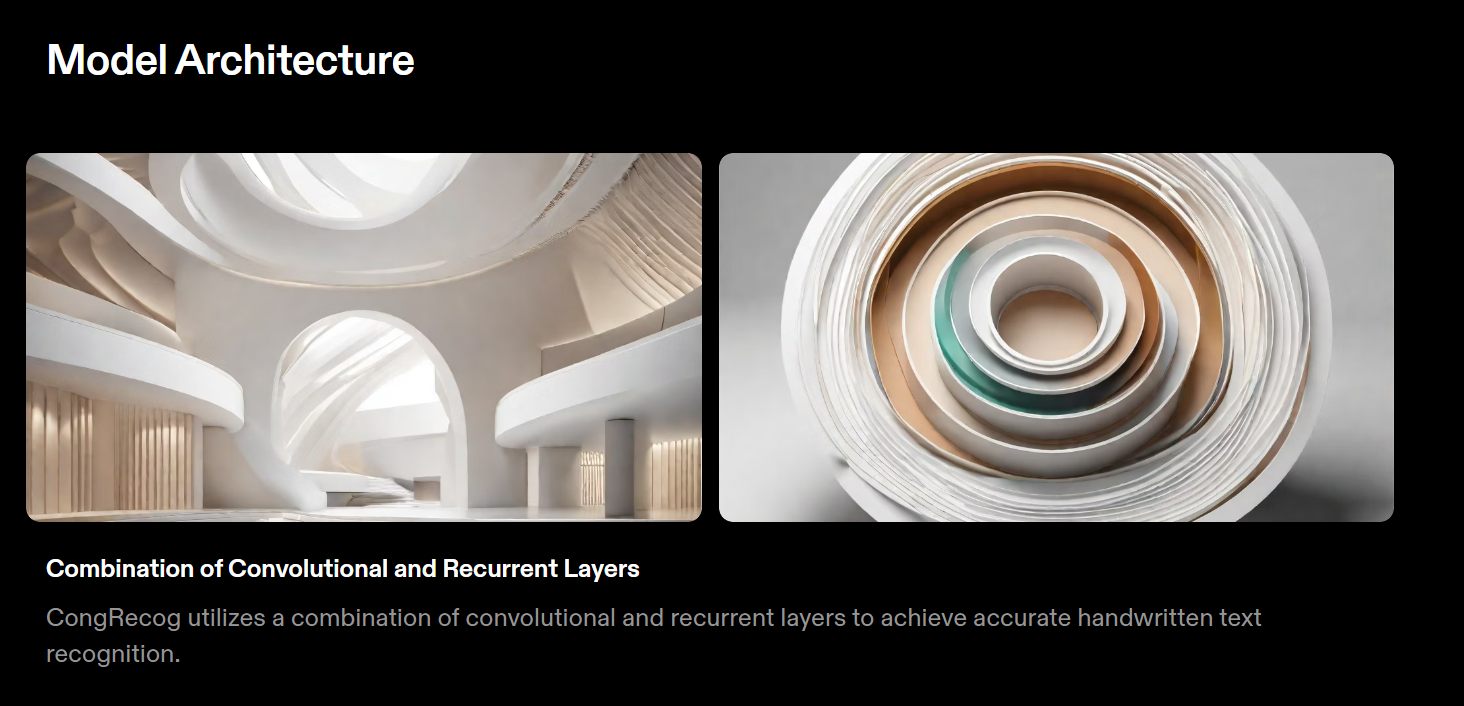 Model Architecture
Combination of Convolutional and Recurrent Layers
CongRecog utilizes a combination of convolutional and recurrent layers to achieve accurate handwritten text
recognition.